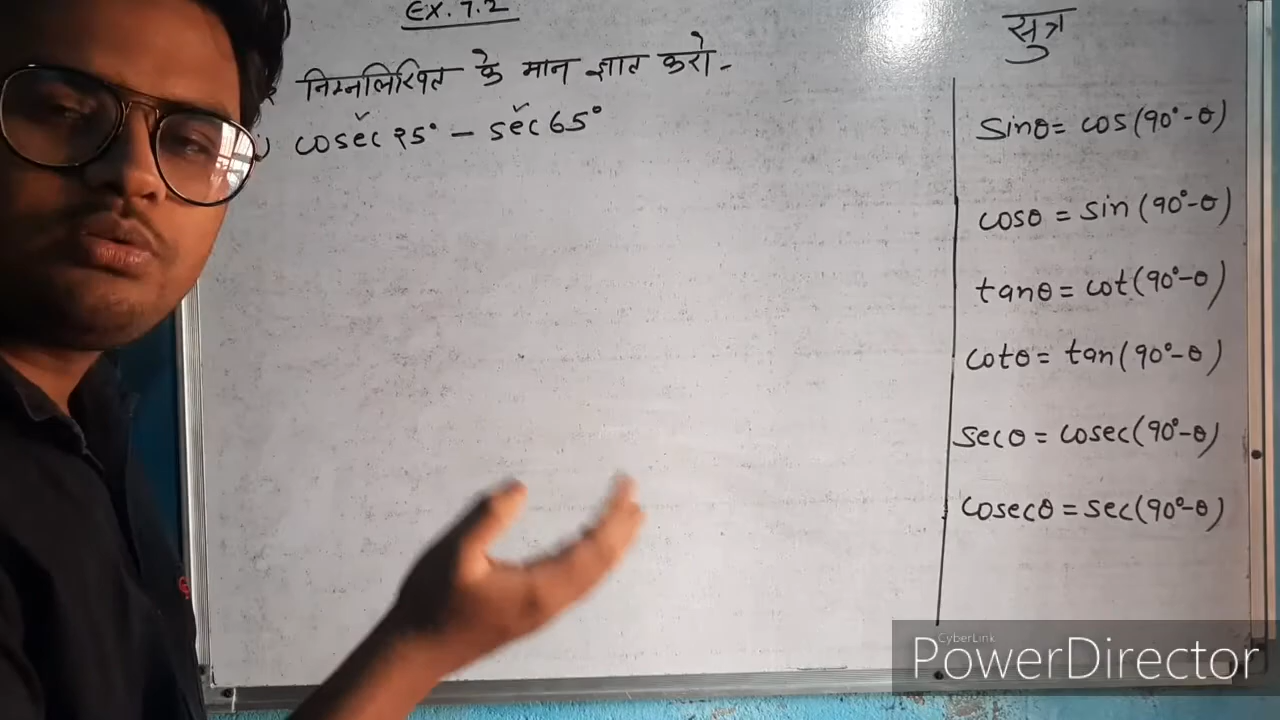 Ex. 7.2
निम्नलिखित के मान ज्ञात करो -
cosec 25° - sec 65°
सुत्र
sinθ = cos(90°-θ)
cosθ = sin(90°-θ)
tanθ = cot(90°-θ)
cotθ = tan(90°-θ)
secθ = cosec(90°-θ)
cosecθ = sec(90°-θ)
CyberLink
PowerDirector